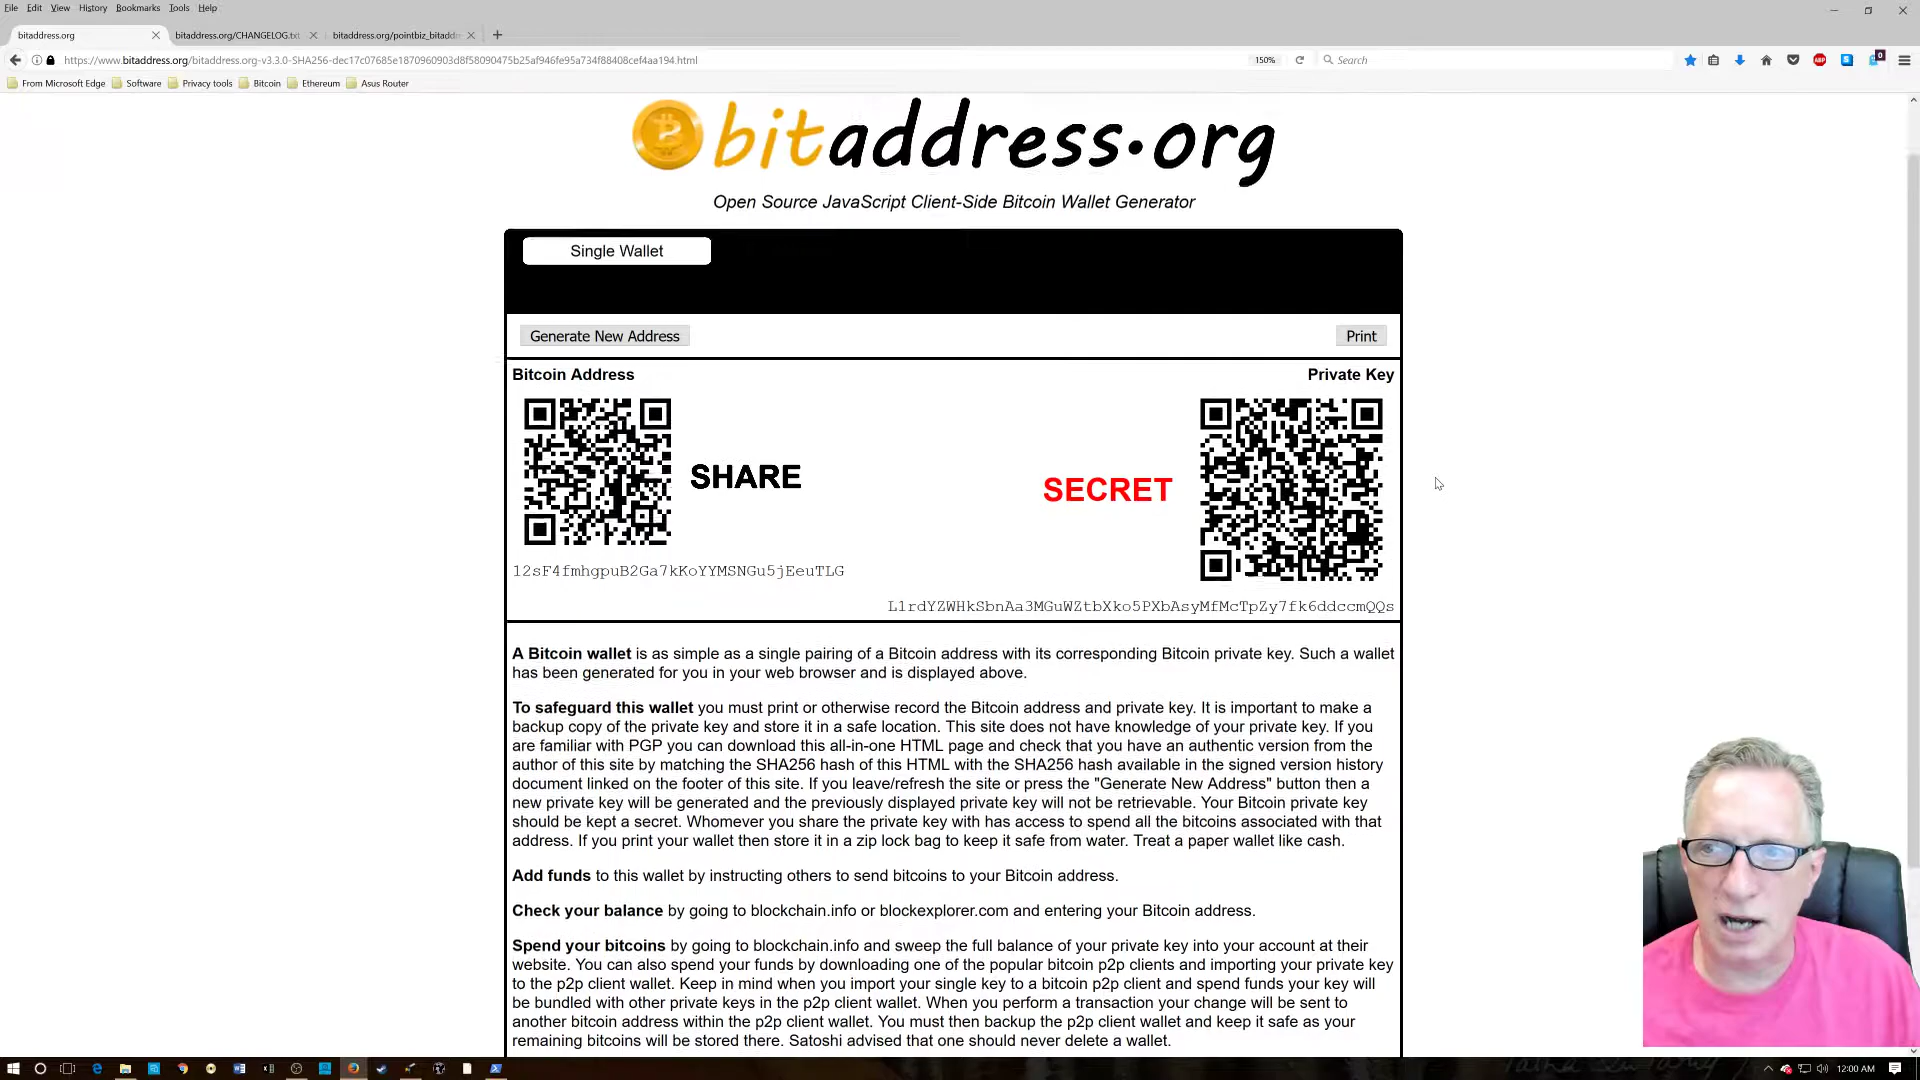 File Edit View History Bookmarks Tools Help
bitaddress.org
bitaddress.org/CHANGELOG.txt
bitaddress.org/pointbiz_bitaddr
https://www.bitaddress.org/bitaddress.org-v3.3.0-SHA256-dec17c07685e1870960903d8f58090475b25af946fe95a734f88408cef4aa194.html
150%
Search
ABP
0
From Microsoft Edge Software Privacy tools Bitcoin Ethereum Asus Router
bitaddress.org
Open Source JavaScript Client-Side Bitcoin Wallet Generator
Single Wallet
Generate New Address
Print
Bitcoin Address
Private Key
SHARE
SECRET
12sF4fmhgpuB2Ga7kKoYYMSNGu5jEeuTLG
L1rdYZWHkSbnAa3MGuWZtbXko5PXbAsyMfMcTpZy7fk6ddccmQQs
A Bitcoin wallet is as simple as a single pairing of a Bitcoin address with its corresponding Bitcoin private key. Such a wallet
has been generated for you in your web browser and is displayed above.
To safeguard this wallet you must print or otherwise record the Bitcoin address and private key. It is important to make a
backup copy of the private key and store it in a safe location. This site does not have knowledge of your private key. If you
are familiar with PGP you can download this all-in-one HTML page and check that you have an authentic version from the
author of this site by matching the SHA256 hash of this HTML with the SHA256 hash available in the signed version history
document linked on the footer of this site. If you leave/refresh the site or press the "Generate New Address" button then a
new private key will be generated and the previously displayed private key will not be retrievable. Your Bitcoin private key
should be kept a secret. Whomever you share the private key with has access to spend all the bitcoins associated with that
address. If you print your wallet then store it in a zip lock bag to keep it safe from water. Treat a paper wallet like cash.
Add funds to this wallet by instructing others to send bitcoins to your Bitcoin address.
Check your balance by going to blockchain.info or blockexplorer.com and entering your Bitcoin address.
Spend your bitcoins by going to blockchain.info and sweep the full balance of your private key into your account at their
website. You can also spend your funds by downloading one of the popular bitcoin p2p clients and importing your private key
to the p2p client wallet. Keep in mind when you import your single key to a bitcoin p2p client and spend funds your key will
be bundled with other private keys in the p2p client wallet. When you perform a transaction your change will be sent to
another bitcoin address within the p2p client wallet. You must then backup the p2p client wallet and keep it safe as your
remaining bitcoins will be stored there. Satoshi advised that one should never delete a wallet.
12:00 AM